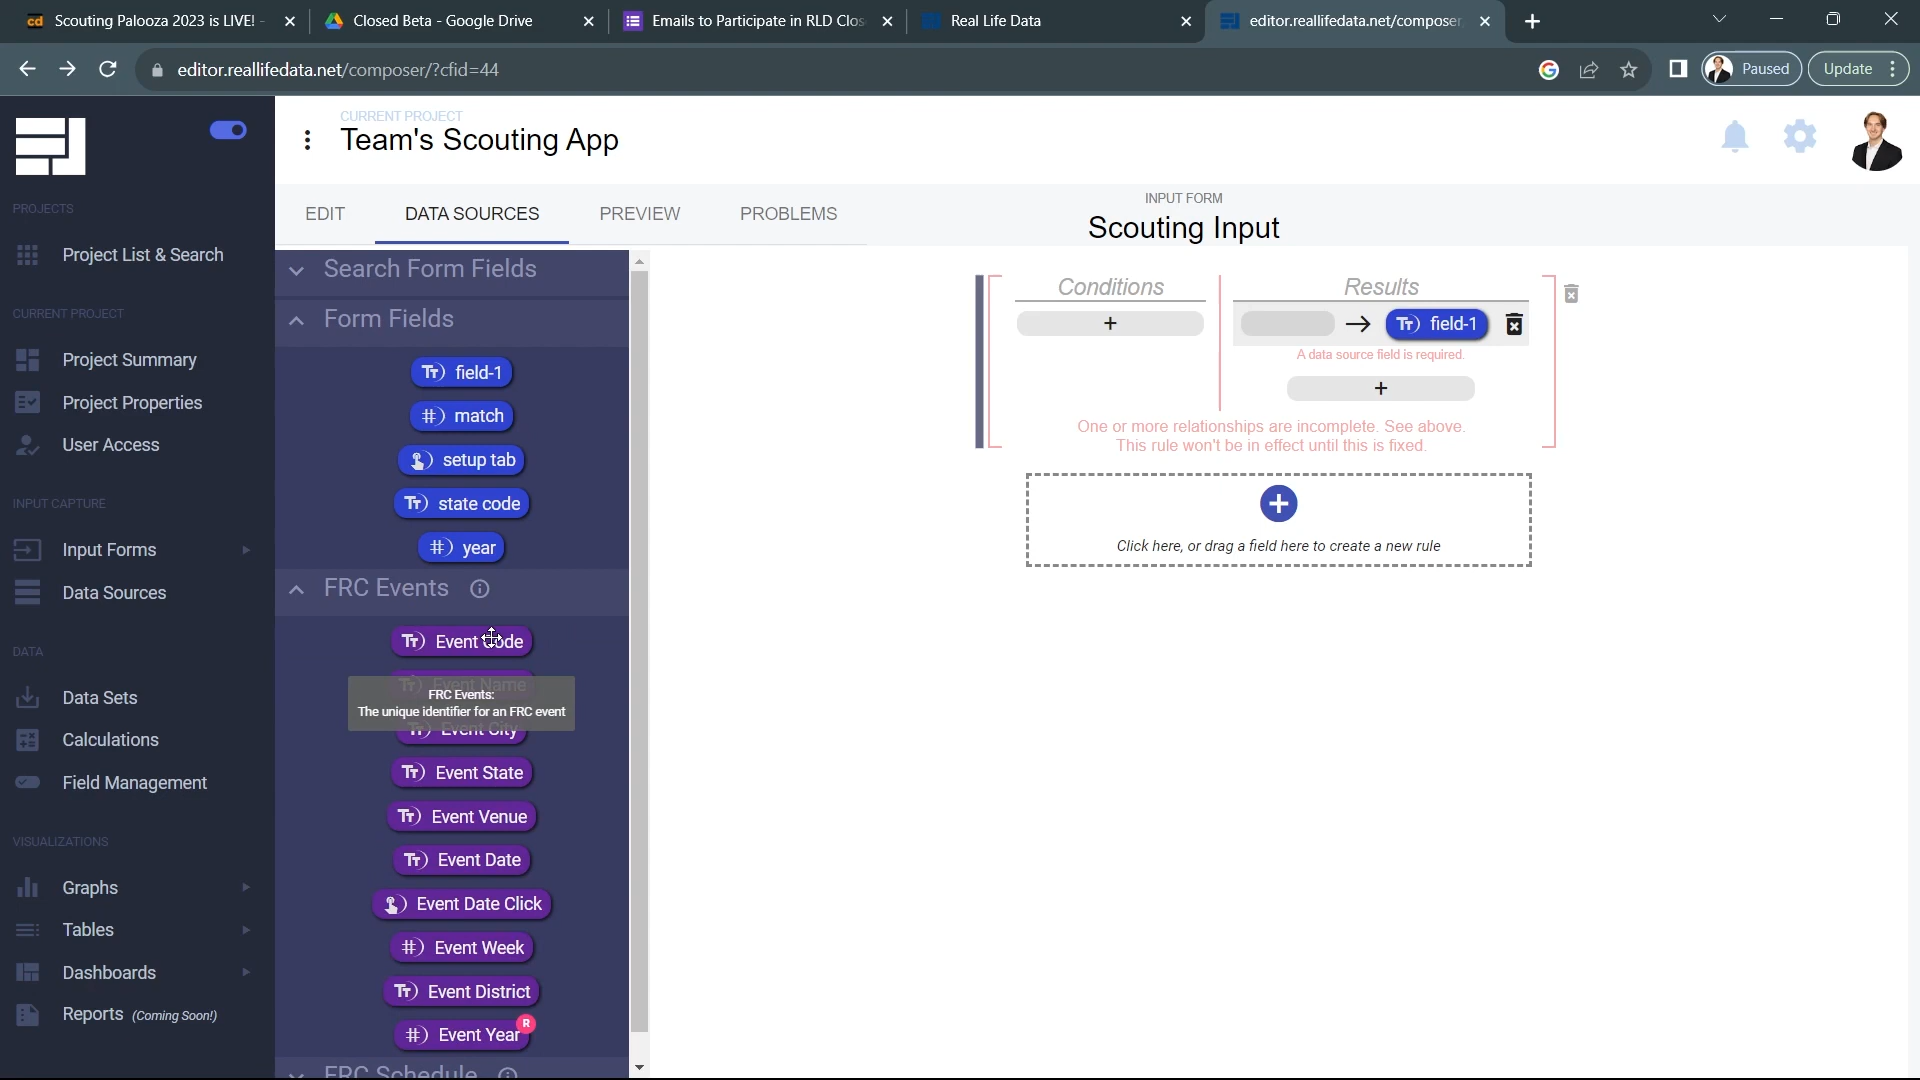 Scouting Palooza 2023 is LIVE! -
Closed Beta - Google Drive
Emails to Participate in RLD Clos
Real Life Data
editor.reallifedata.net/composer
editor.reallifedata.net/composer/?cfid=44
Paused
Update
CURRENT PROJECT
Team's Scouting App
EDIT
DATA SOURCES
PREVIEW
PROBLEMS
INPUT FORM
Scouting Input
PROJECTS
Project List & Search
CURRENT PROJECT
Project Summary
Project Properties
User Access
INPUT CAPTURE
Input Forms
Data Sources
DATA
Data Sets
Calculations
Field Management
VISUALIZATIONS
Graphs
Tables
Dashboards
Reports (Coming Soon!)
Search Form Fields
Form Fields
field-1
match
setup tab
state code
year
FRC Events
Event Code
Event Name
FRC Events:
The unique identifier for an FRC event
Event City
Event State
Event Venue
Event Date
Event Date Click
Event Week
Event District
Event Year R
FRC Schedule
Conditions
Results
+
field-1
A data source field is required.
+
One or more relationships are incomplete. See above.
This rule won't be in effect until this is fixed.
Click here, or drag a field here to create a new rule